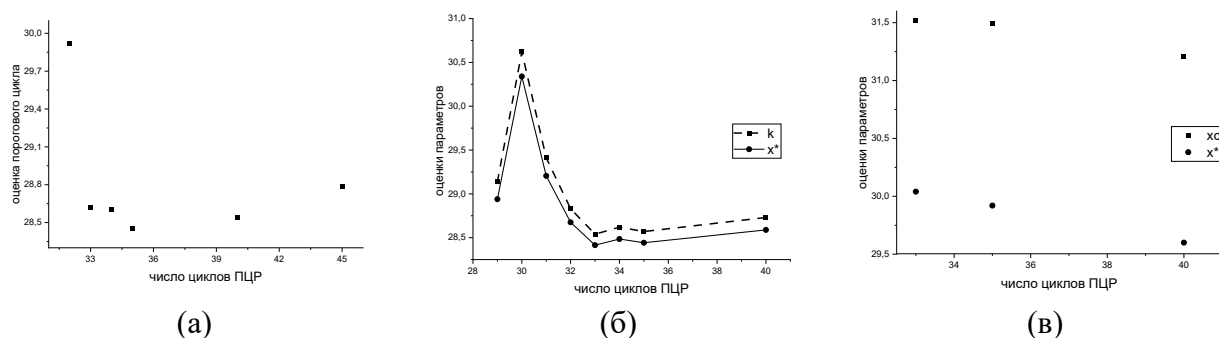 30,0
29,7
29,4
29,1
28,8
28,5
33 36 39 42 45
оценка порогового цикла
число циклов ПЦР
(а)
31,0
30,5
30,0
29,5
29,0
28,5
28 30 32 34 36 38 40
оценки параметров
k
x*
число циклов ПЦР
(б)
31,5
31,0
30,5
30,0
29,5
34 36 38 40
оценки параметров
x*
число циклов ПЦР
(в)